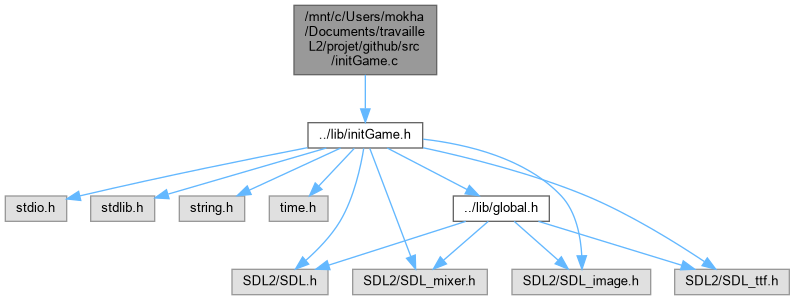 /mnt/c/Users/mokha
/Documents/travaille
L2/projet/github/src
/initGame.c
../lib/initGame.h
stdio.h
stdlib.h
string.h
time.h
../lib/global.h
SDL2/SDL.h
SDL2/SDL_mixer.h
SDL2/SDL_image.h
SDL2/SDL_ttf.h